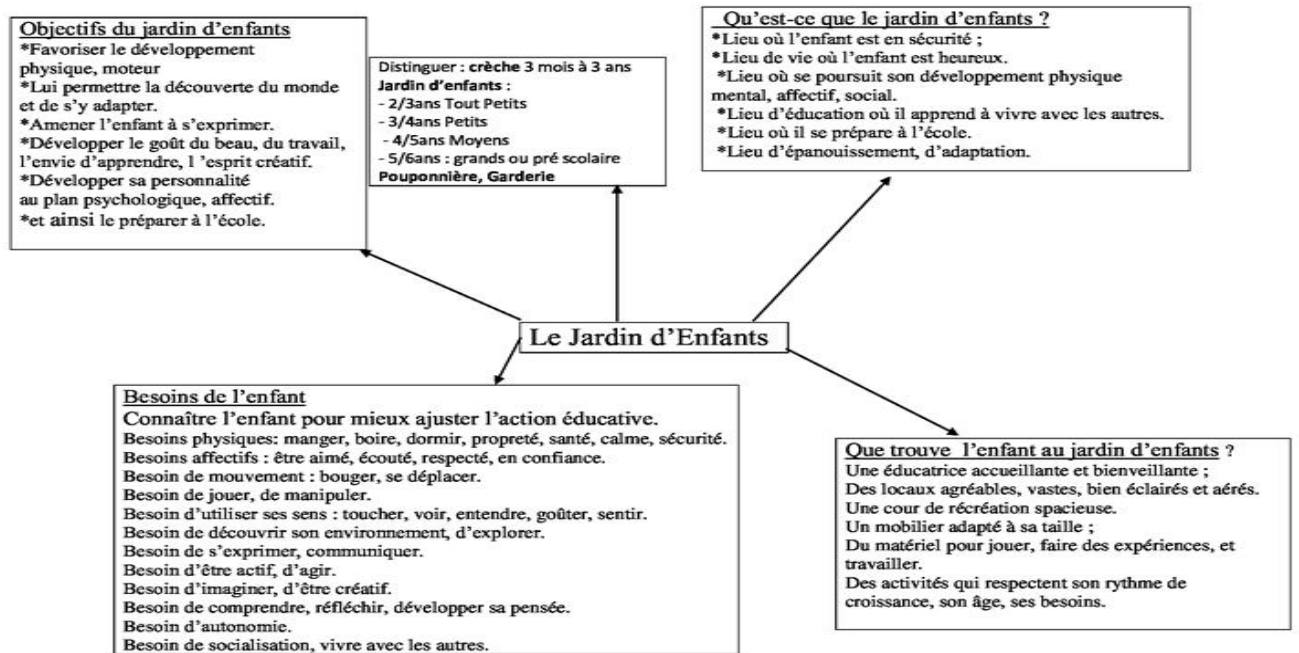 Objectifs du jardin d'enfants
*Favoriser le développement
physique, moteur
*Lui permettre la découverte du monde
et de s'y adapter.
*Amener l'enfant à s'exprimer.
*Développer le goût du beau, du travail,
l'envie d'apprendre, l 'esprit créatif.
*Développer sa personnalité
au plan psychologique, affectif.
*et ainsi le préparer à l'école.
Distinguer : crèche 3 mois à 3 ans
Jardin d'enfants :
- 2/3ans Tout Petits
- 3/4ans Petits
- 4/5ans Moyens
- 5/6ans : grands ou pré scolaire
Pouponnière, Garderie
Qu'est-ce que le jardin d'enfants ?
*Lieu où l'enfant est en sécurité ;
*Lieu de vie où l'enfant est heureux.
*Lieu où se poursuit son développement physique
mental, affectif, social.
*Lieu d'éducation où il apprend à vivre avec les autres.
*Lieu où il se prépare à l'école.
*Lieu d'épanouissement, d'adaptation.
Le Jardin d'Enfants
Besoins de l'enfant
Connaître l'enfant pour mieux ajuster l'action éducative.
Besoins physiques: manger, boire, dormir, propreté, santé, calme, sécurité.
Besoins affectifs : être aimé, écouté, respecté, en confiance.
Besoin de mouvement : bouger, se déplacer.
Besoin de jouer, de manipuler.
Besoin d'utiliser ses sens : toucher, voir, entendre, goûter, sentir.
Besoin de découvrir son environnement, d'explorer.
Besoin de s'exprimer, communiquer.
Besoin d'être actif, d'agir.
Besoin d'imaginer, d'être créatif.
Besoin de comprendre, réfléchir, développer sa pensée.
Besoin d'autonomie.
Besoin de socialisation, vivre avec les autres.
Que trouve l'enfant au jardin d'enfants ?
Une éducatrice accueillante et bienveillante ;
Des locaux agréables, vastes, bien éclairés et aérés.
Une cour de récréation spacieuse.
Un mobilier adapté à sa taille ;
Du matériel pour jouer, faire des expériences, et
travailler.
Des activités qui respectent son rythme de
croissance, son âge, ses besoins.